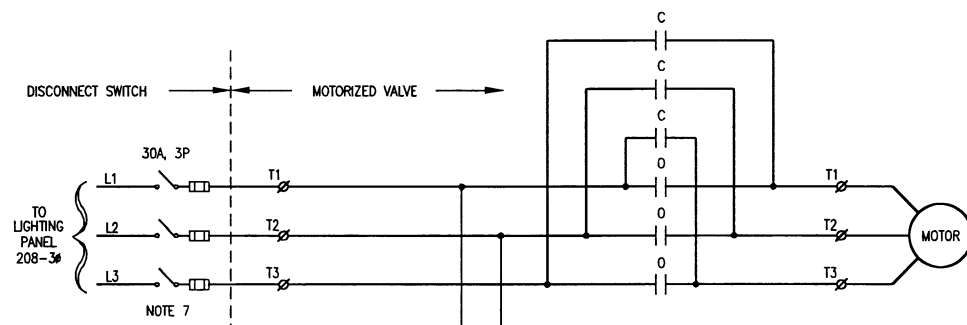 C
C
DISCONNECT SWITCH
MOTORIZED VALVE
C
30A, 3P
O
L1
T1
T1
O
TO
LIGHTING
PANEL
208-3ø
L2
T2
T2
MOTOR
O
L3
T3
T3
NOTE 7